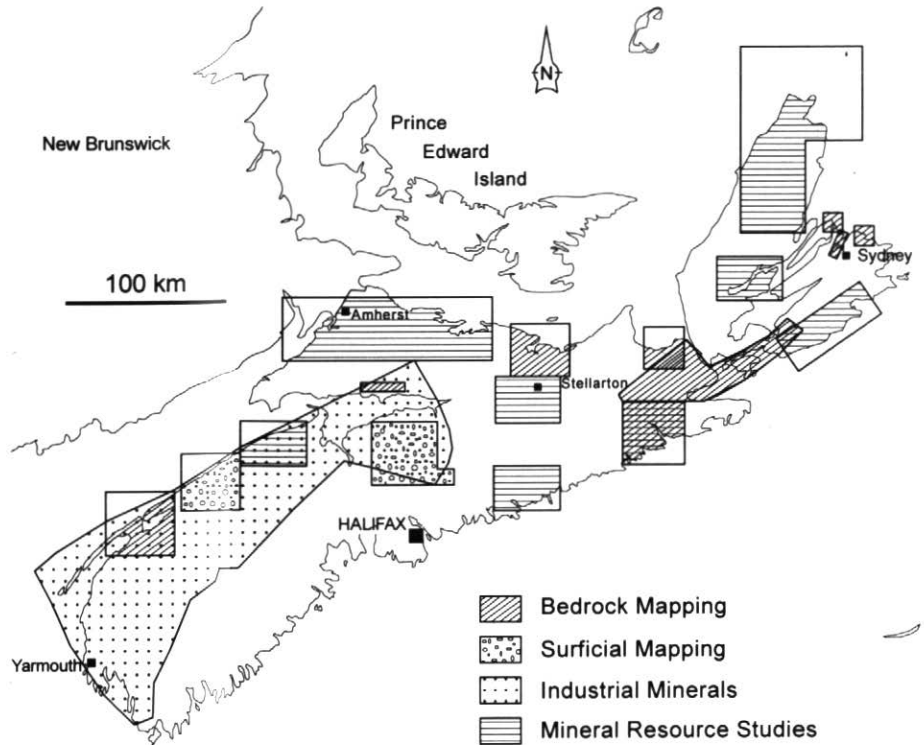 N
Prince
Edward
Island
New Brunswick
Sydney
100 km
Amherst
Stellarton
HALIFAX
Yarmouth
Bedrock Mapping
Surficial Mapping
Industrial Minerals
Mineral Resource Studies